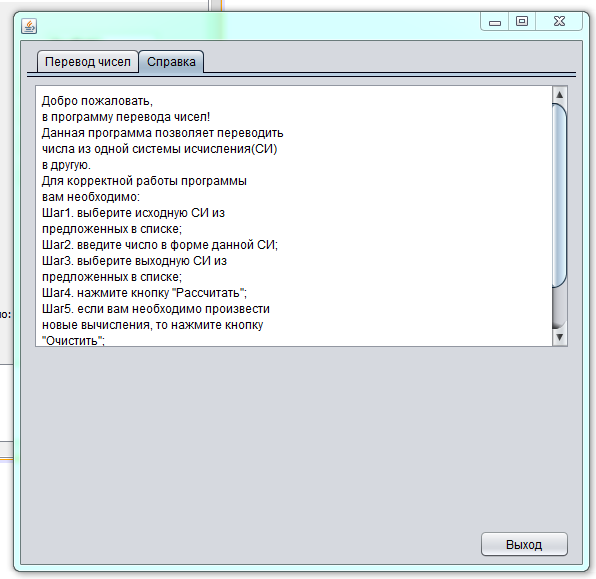 Перевод чисел
Справка
Добро пожаловать,
в программу перевода чисел!
Данная программа позволяет переводить
числа из одной системы исчисления(СИ)
в другую.
Для корректной работы программы
вам необходимо:
Шаг1. выберите исходную СИ из
предложенных в списке;
Шаг2. введите число в форме данной СИ;
Шаг3. выберите выходную СИ из
предложенных в списке;
Шаг4. нажмите кнопку "Рассчитать";
Шаг5. если вам необходимо произвести
новые вычисления, то нажмите кнопку
"Очистить";
Выход